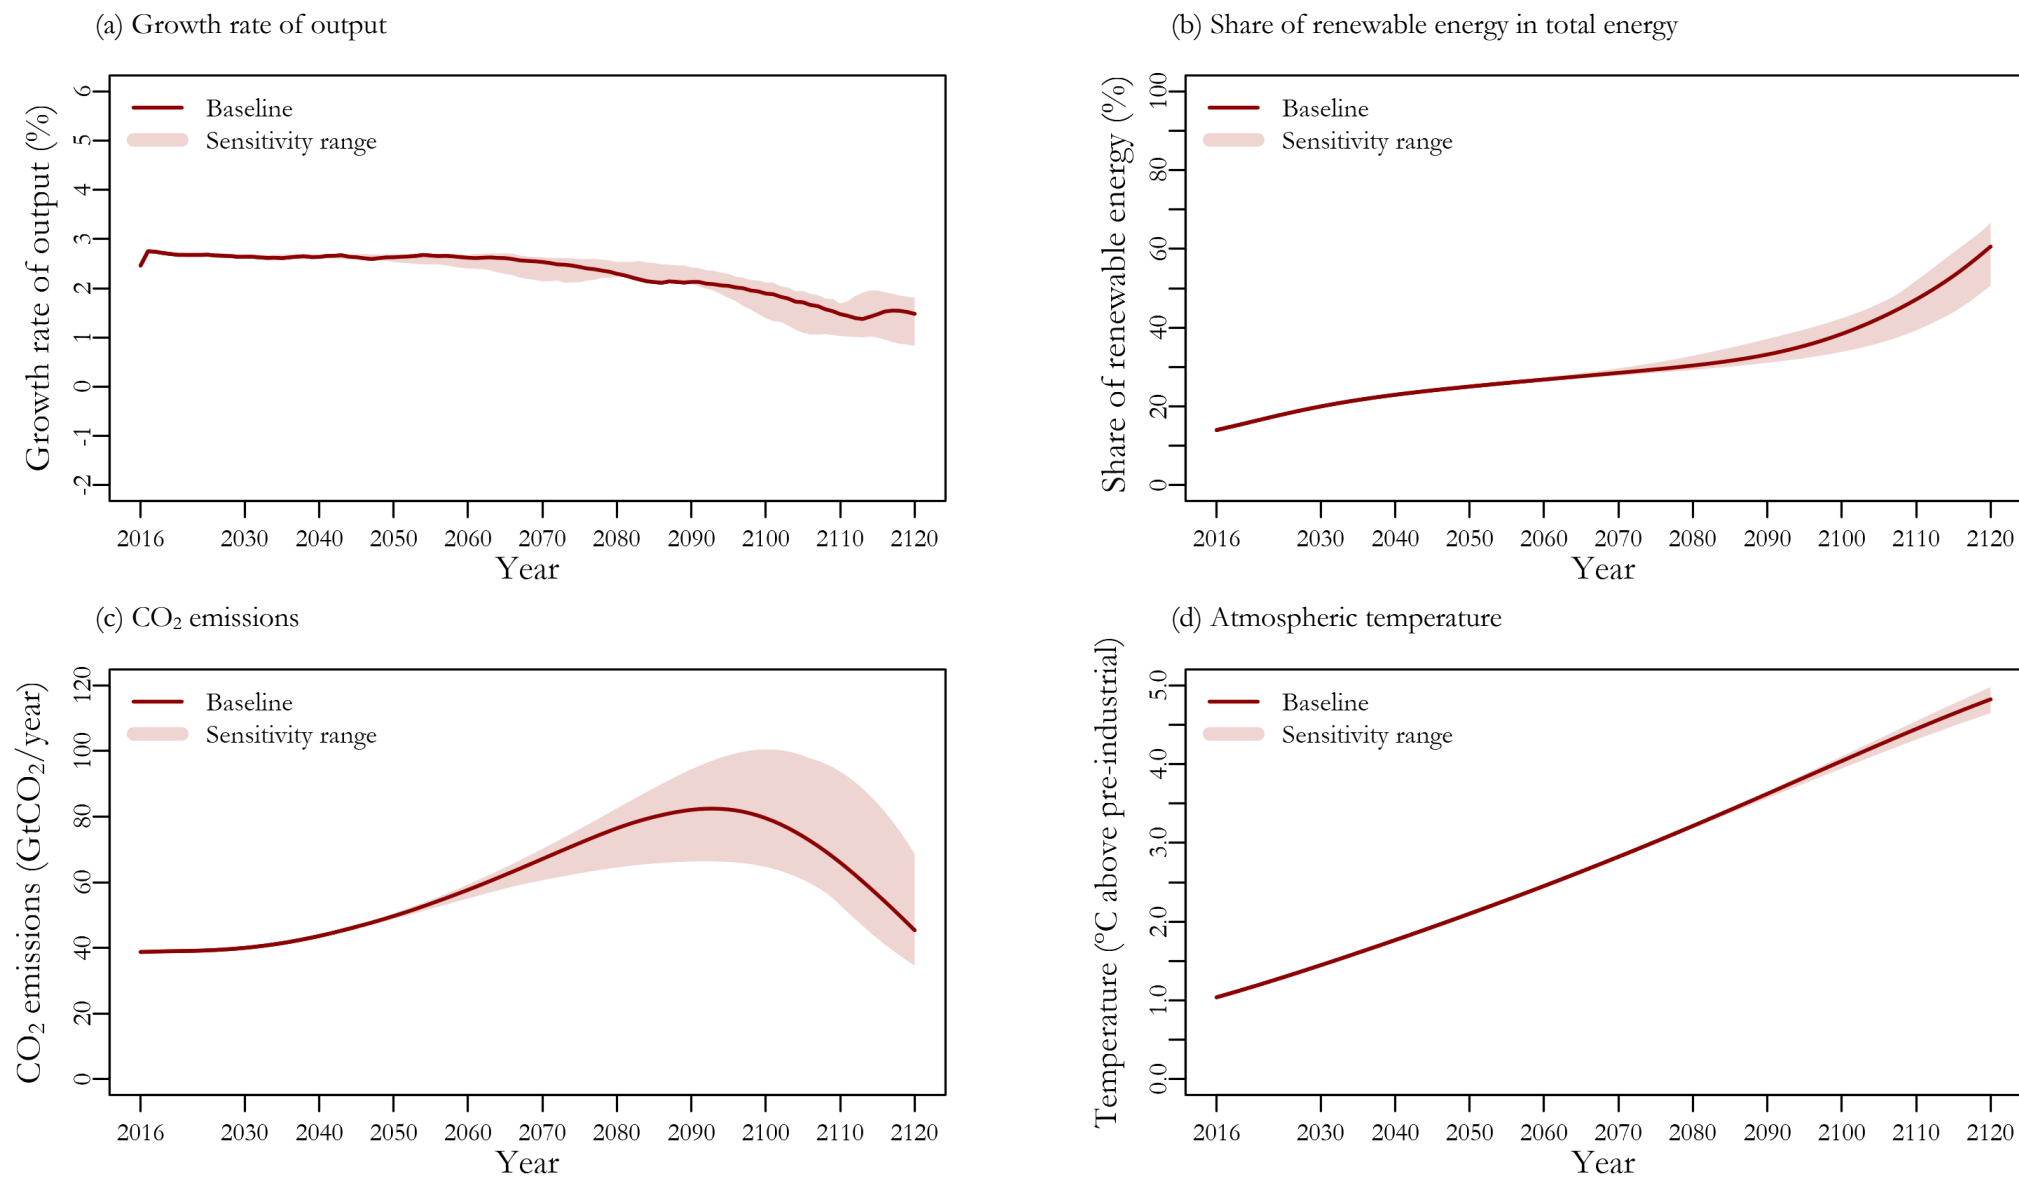 (a) Growth rate of output
Growth rate of output (%)
6
5
4
3
2
1
0
-1
-2
Baseline
Sensitivity range
2016 2030 2040 2050 2060 2070 2080 2090 2100 2110 2120
Year
(b) Share of renewable energy in total energy
Share of renewable energy (%)
100
80
60
40
20
0
Baseline
Sensitivity range
2016 2030 2040 2050 2060 2070 2080 2090 2100 2110 2120
Year
(c) CO₂ emissions
CO₂ emissions (GtCO₂/year)
120
100
80
60
40
20
0
Baseline
Sensitivity range
2016 2030 2040 2050 2060 2070 2080 2090 2100 2110 2120
Year
(d) Atmospheric temperature
Temperature (ºC above pre-industrial)
5.0
4.0
3.0
2.0
1.0
0.0
Baseline
Sensitivity range
2016 2030 2040 2050 2060 2070 2080 2090 2100 2110 2120
Year